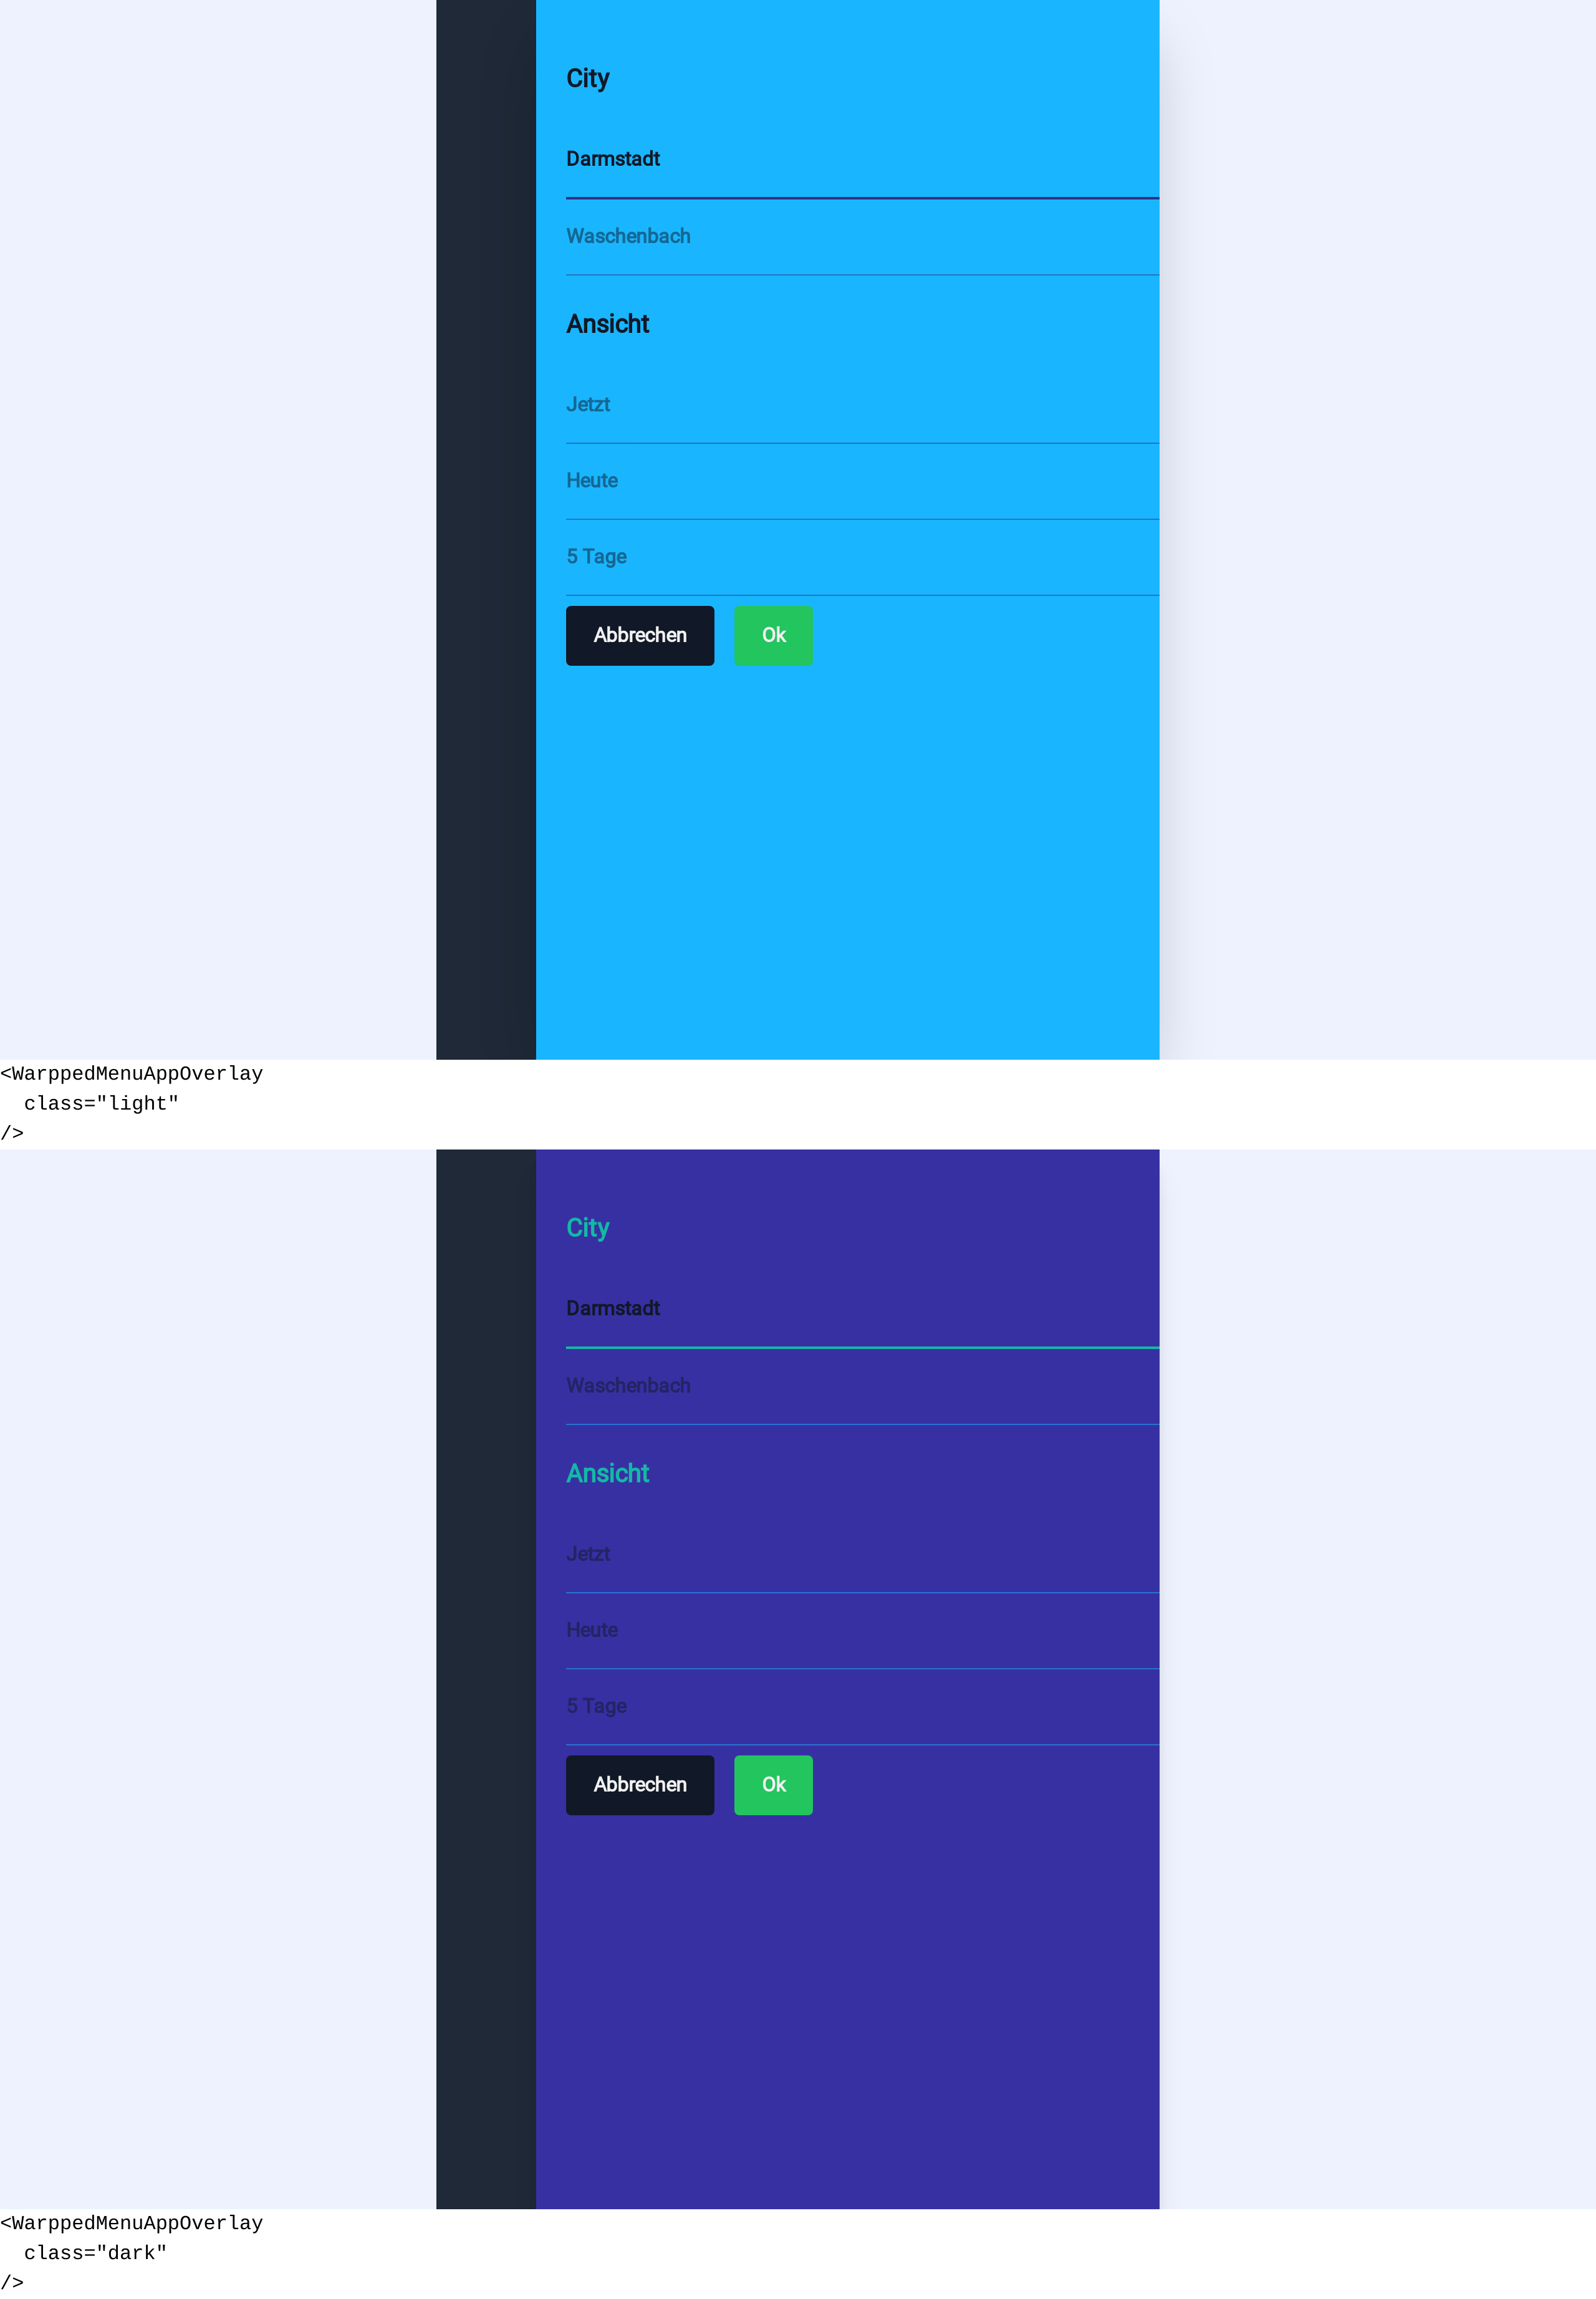 City
Darmstadt
Waschenbach
Ansicht
Jetzt
Heute
5 Tage
Abbrechen Ok
<WarppedMenuAppOverlay
  class="light"
/>
City
Darmstadt
Waschenbach
Ansicht
Jetzt
Heute
5 Tage
Abbrechen Ok
<WarppedMenuAppOverlay
  class="dark"
/>